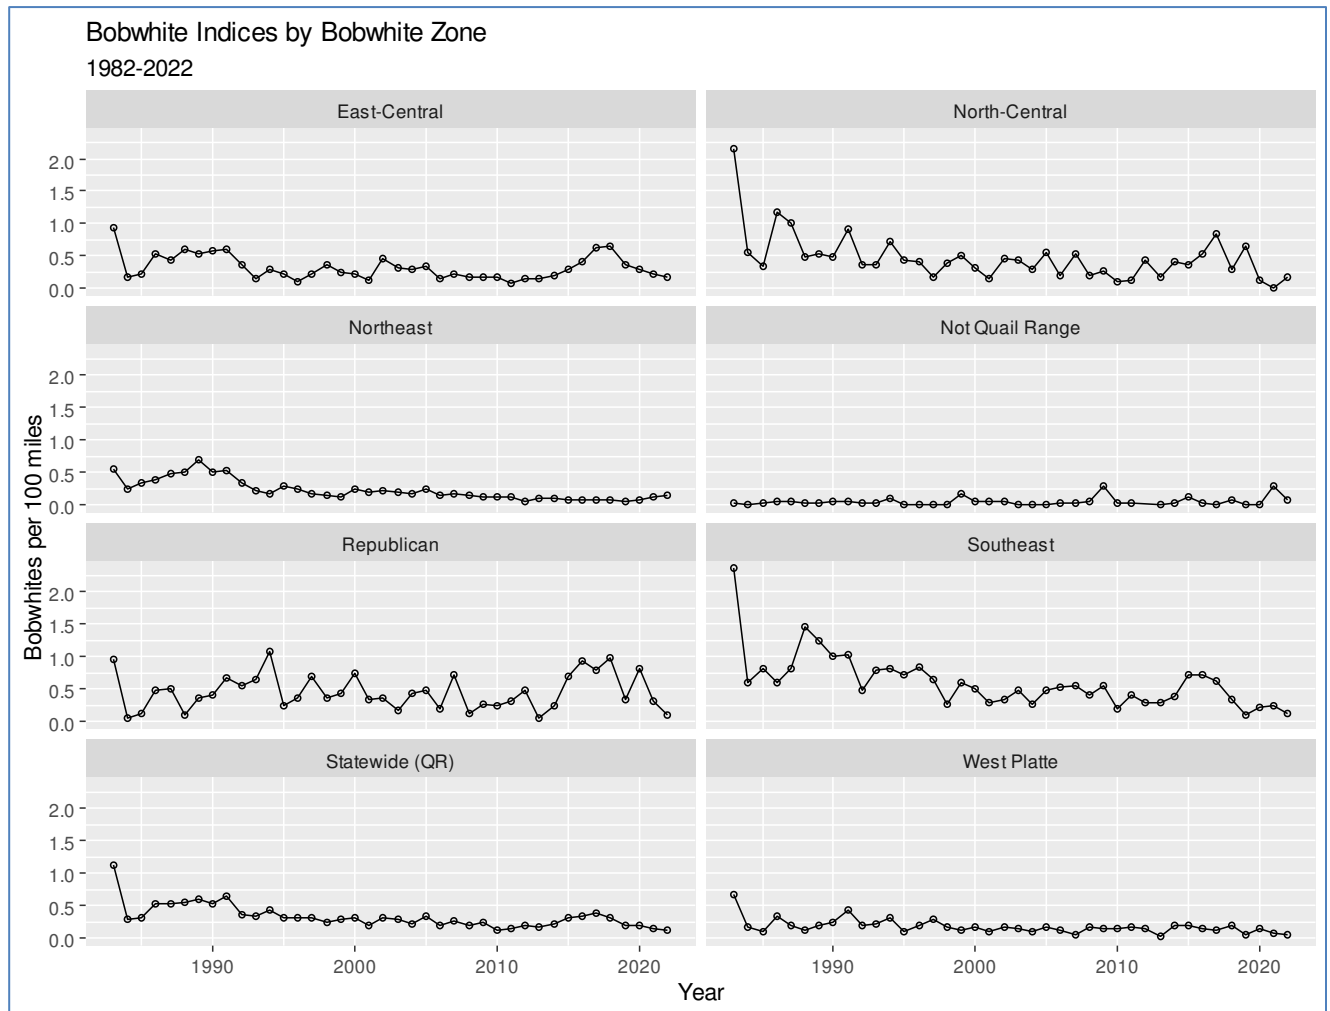 Bobwhite Indices by Bobwhite Zone
1982-2022
East-Central
North-Central
2.0
1.5
1.0
0.5
0.0
Northeast
Not Quail Range
2.0
1.5
1.0
0.5
0.0
Republican
Southeast
2.0
1.5
1.0
0.5
0.0
Statewide (QR)
West Platte
2.0
1.5
1.0
0.5
0.0
Bobwhites per 100 miles
1990 2000 2010 2020
1990 2000 2010 2020
Year